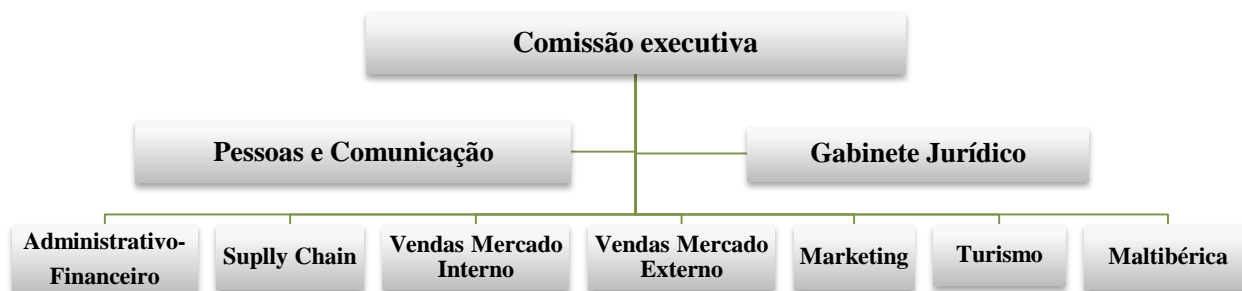 Comissão executiva
Pessoas e Comunicação
Gabinete Jurídico
Administrativo-
Financeiro
Suplly Chain
Vendas Mercado
Interno
Vendas Mercado
Externo
Marketing
Turismo
Maltibérica